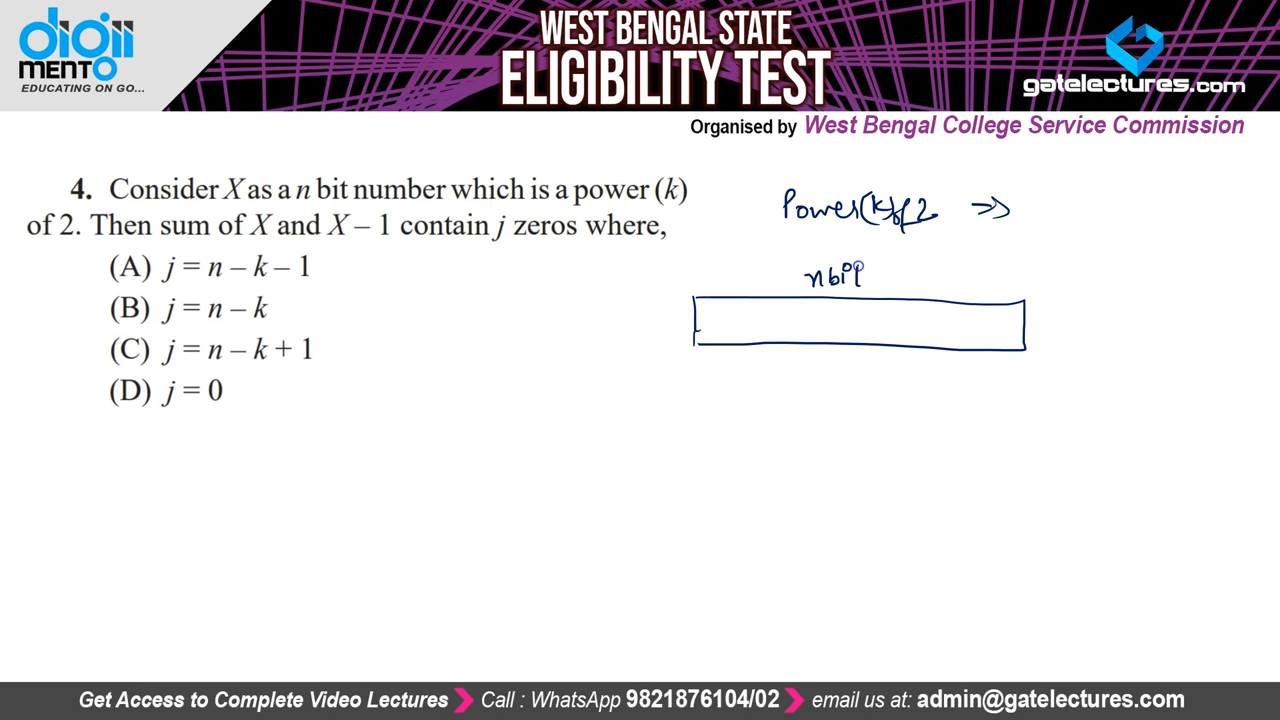 digii
MENTO
EDUCATING ON GO...
WEST BENGAL STATE
ELIGIBILITY TEST
gatelectures.com
Organised by West Bengal College Service Commission
4. Consider X as a n bit number which is a power (k)
of 2. Then sum of X and X – 1 contain j zeros where,
(A) j = n – k – 1
(B) j = n – k
(C) j = n – k + 1
(D) j = 0
Power(k) of 2 ⇒
n bit
Get Access to Complete Video Lectures Call : WhatsApp 9821876104/02 email us at: admin@gatelectures.com